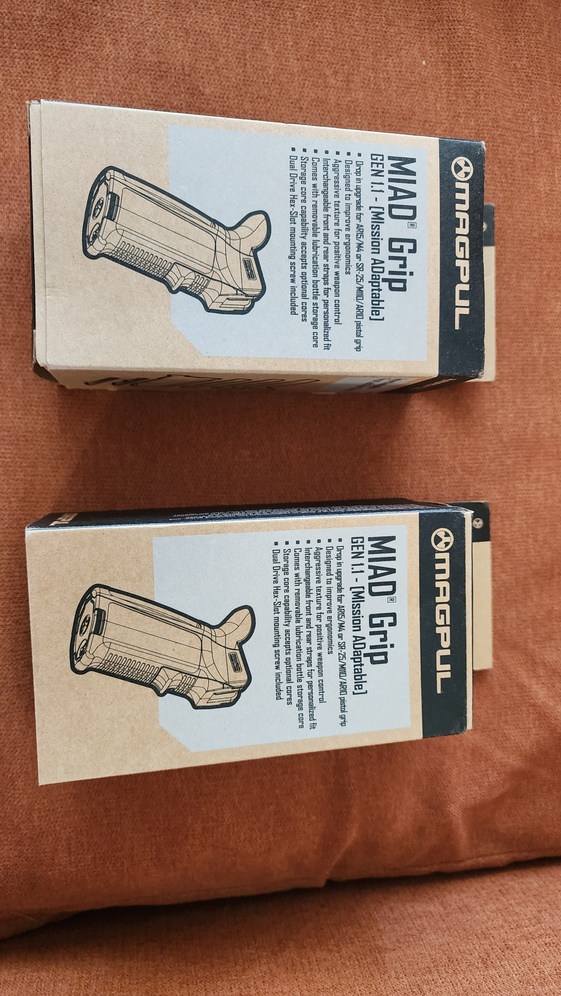 MAGPUL
MIAD® Grip
GEN 1.1 - [MIssion ADaptable]
▪ Drop in upgrade for AR15/M4 or SR-25/M110/AR10 pistol grip
▪ Designed to improve ergonomics
▪ Aggressive texture for positive weapon control
▪ Interchangeable front and rear straps for personalized fit
▪ Comes with removable lubrication bottle storage core
▪ Storage core capability accepts optional cores
▪ Dual Drive Hex-Slot mounting screw included
MAGPUL
MIAD® Grip
GEN 1.1 - [MIssion ADaptable]
▪ Drop in upgrade for AR15/M4 or SR-25/M110/AR10 pistol grip
▪ Designed to improve ergonomics
▪ Aggressive texture for positive weapon control
▪ Interchangeable front and rear straps for personalized fit
▪ Comes with removable lubrication bottle storage core
▪ Storage core capability accepts optional cores
▪ Dual Drive Hex-Slot mounting screw included